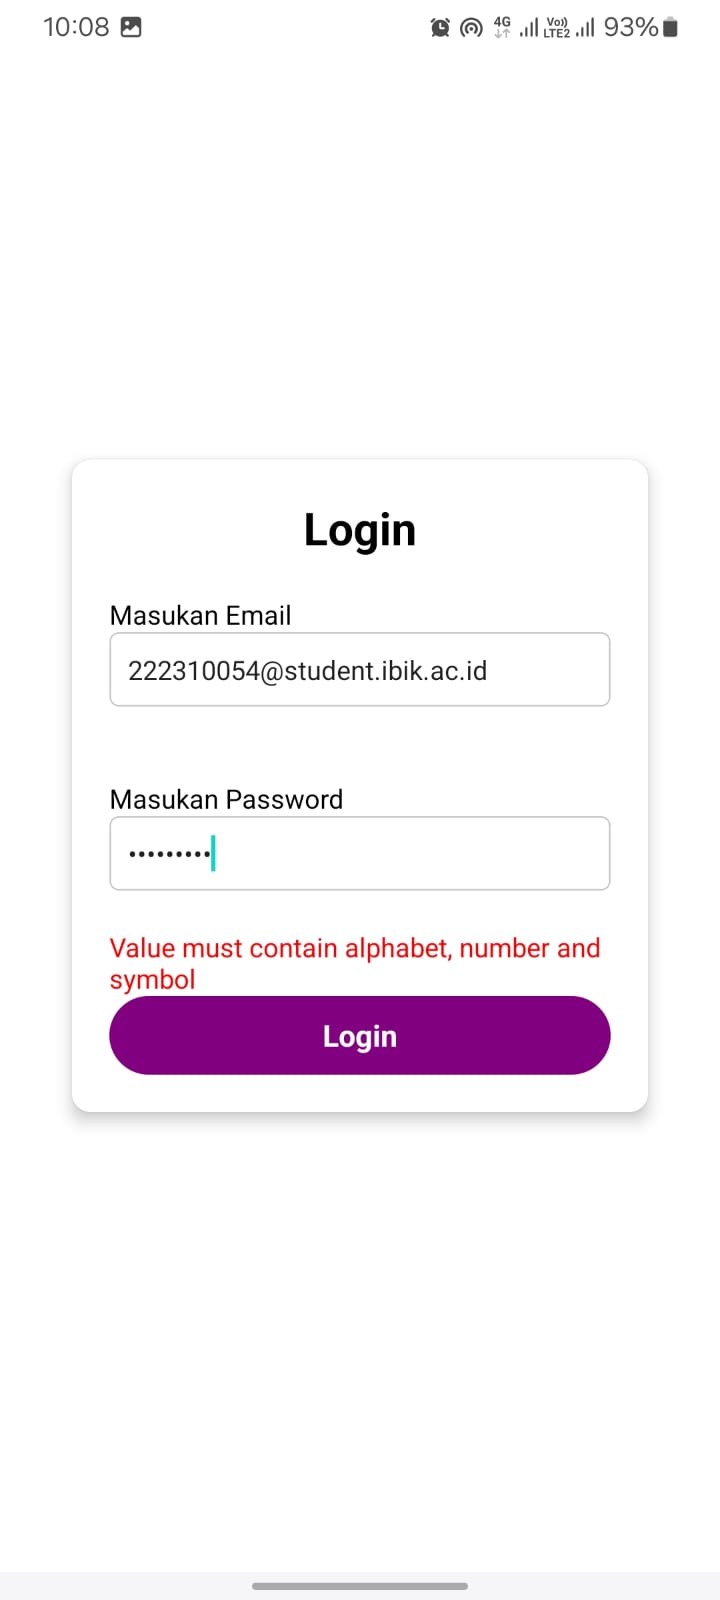 10:08 4G Vo)) LTE2 93%
Login
Masukan Email
222310054@student.ibik.ac.id
Masukan Password
•••••••••
Value must contain alphabet, number and
symbol
Login